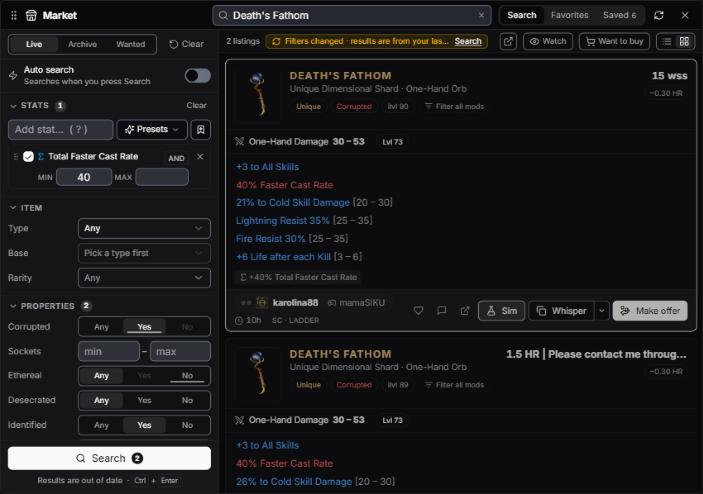 Market
Death's Fathom
Search Favorites Saved 6
Live Archive Wanted Clear
Auto search
Searches when you press Search
STATS 1 Clear
Add stat... ( ? ) Presets
Σ Total Faster Cast Rate AND
MIN 40 MAX
ITEM
Type Any
Base Pick a type first
Rarity Any
PROPERTIES 2
Corrupted Any Yes No
Sockets min – max
Ethereal Any Yes No
Desecrated Any Yes No
Identified Any Yes No
Search 2
Results are out of date · Ctrl + Enter
2 listings Filters changed · results are from your las... Search Watch Want to buy
DEATH'S FATHOM 15 wss
Unique Dimensional Shard · One-Hand Orb ~0.30 HR
Unique Corrupted ilvl 90 Filter all mods
One-Hand Damage 30 – 53 Lvl 73
+3 to All Skills
40% Faster Cast Rate
21% to Cold Skill Damage [20 – 30]
Lightning Resist 35% [25 – 35]
Fire Resist 30% [25 – 35]
+6 Life after each Kill [3 – 6]
Σ +40% Total Faster Cast Rate
karolina88 mamaSIKU Sim Whisper Make offer
10h SC · LADDER
DEATH'S FATHOM 1.5 HR | Please contact me throug...
Unique Dimensional Shard · One-Hand Orb ~0.30 HR
Unique Corrupted ilvl 89 Filter all mods
One-Hand Damage 30 – 53 Lvl 73
+3 to All Skills
40% Faster Cast Rate
26% to Cold Skill Damage [20 – 30]